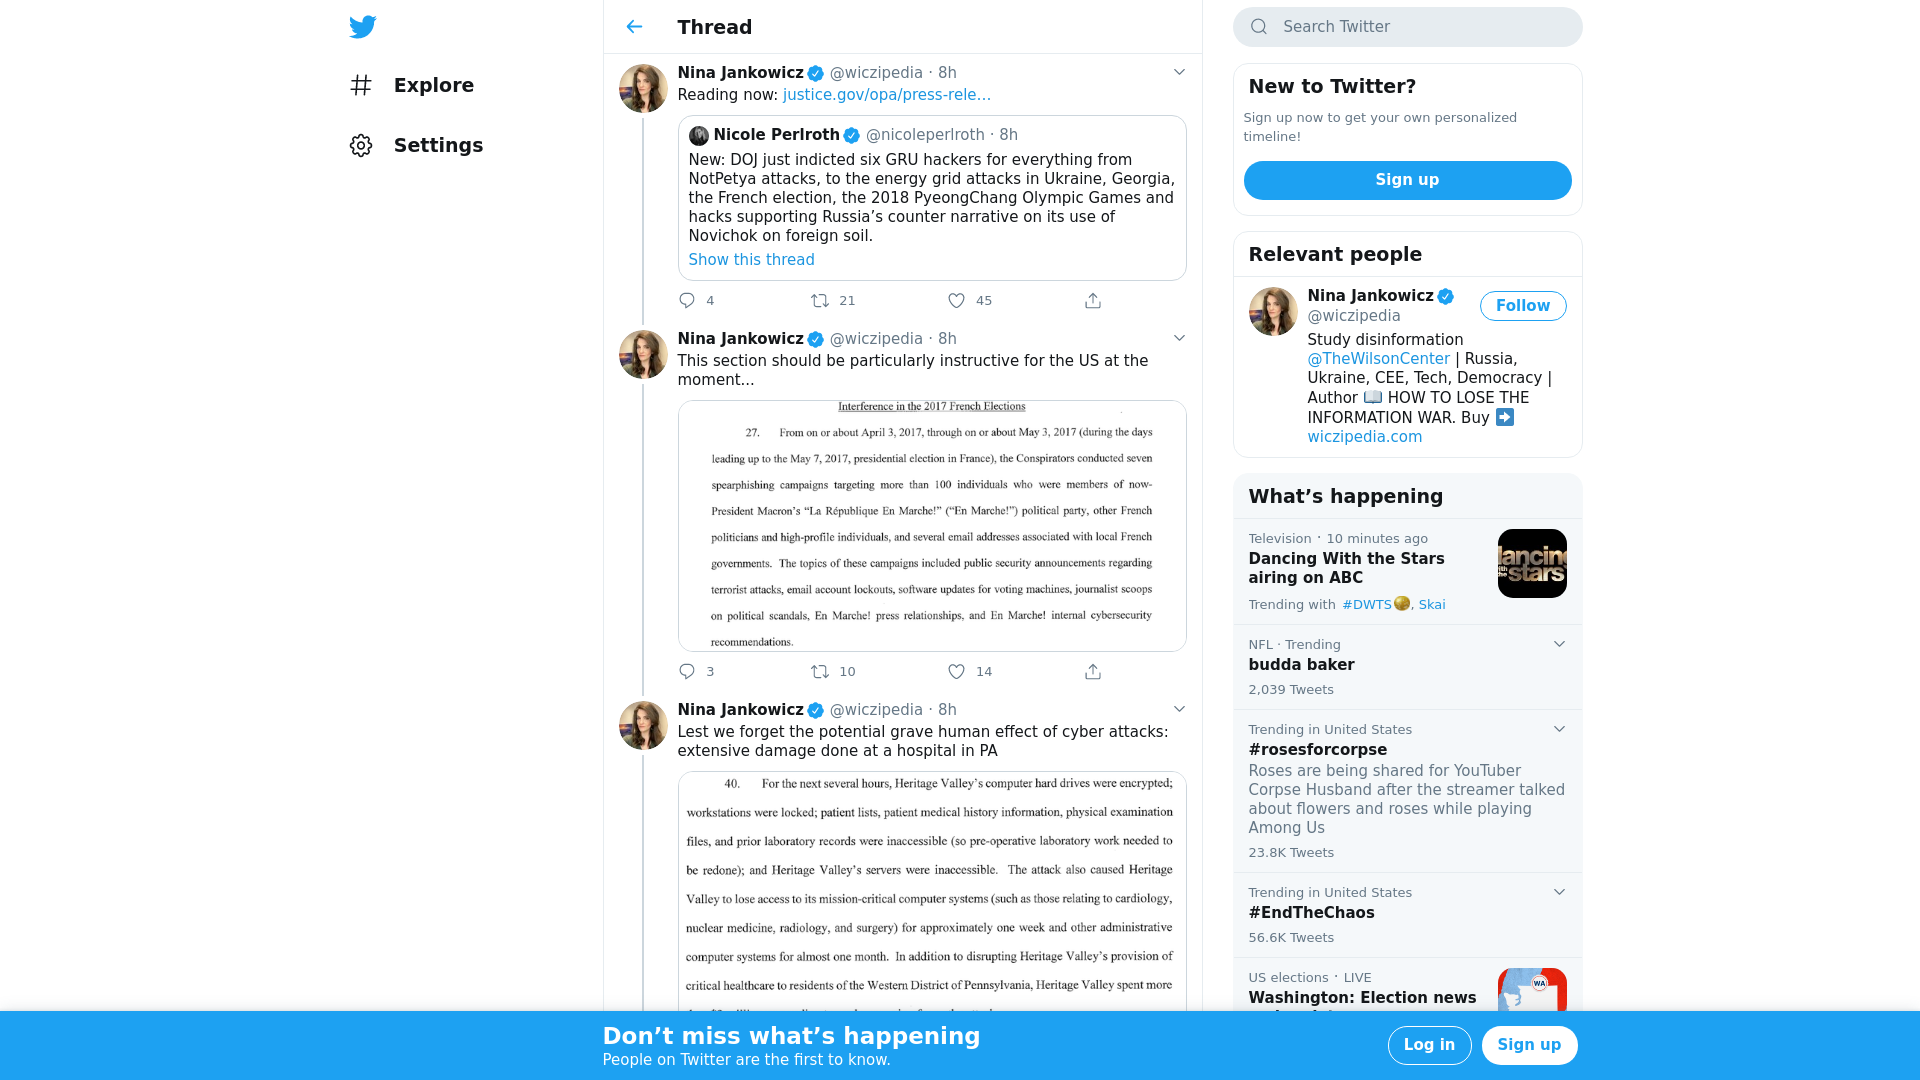 Explore
Settings
Thread
Nina Jankowicz @wiczipedia · 8h
Reading now: justice.gov/opa/press-rele…
Nicole Perlroth @nicoleperlroth · 8h
New: DOJ just indicted six GRU hackers for everything from
NotPetya attacks, to the energy grid attacks in Ukraine, Georgia,
the French election, the 2018 PyeongChang Olympic Games and
hacks supporting Russia’s counter narrative on its use of
Novichok on foreign soil.
Show this thread
4 21 45
Nina Jankowicz @wiczipedia · 8h
This section should be particularly instructive for the US at the
moment...
Interference in the 2017 French Elections
27. From on or about April 3, 2017, through on or about May 3, 2017 (during the days
leading up to the May 7, 2017, presidential election in France), the Conspirators conducted seven
spearphishing campaigns targeting more than 100 individuals who were members of now-
President Macron’s “La République En Marche!” (“En Marche!”) political party, other French
politicians and high-profile individuals, and several email addresses associated with local French
governments. The topics of these campaigns included public security announcements regarding
terrorist attacks, email account lockouts, software updates for voting machines, journalist scoops
on political scandals, En Marche! press relationships, and En Marche! internal cybersecurity
recommendations.
3 10 14
Nina Jankowicz @wiczipedia · 8h
Lest we forget the potential grave human effect of cyber attacks:
extensive damage done at a hospital in PA
40. For the next several hours, Heritage Valley’s computer hard drives were encrypted;
workstations were locked; patient lists, patient medical history information, physical examination
files, and prior laboratory records were inaccessible (so pre-operative laboratory work needed to
be redone); and Heritage Valley’s servers were inaccessible. The attack also caused Heritage
Valley to lose access to its mission-critical computer systems (such as those relating to cardiology,
nuclear medicine, radiology, and surgery) for approximately one week and other administrative
computer systems for almost one month. In addition to disrupting Heritage Valley’s provision of
critical healthcare to residents of the Western District of Pennsylvania, Heritage Valley spent more
Search Twitter
New to Twitter?
Sign up now to get your own personalized
timeline!
Sign up
Relevant people
Nina Jankowicz
@wiczipedia
Follow
Study disinformation
@TheWilsonCenter | Russia,
Ukraine, CEE, Tech, Democracy |
Author 📖 HOW TO LOSE THE
INFORMATION WAR. Buy ➡️
wiczipedia.com
What’s happening
Television · 10 minutes ago
Dancing With the Stars
airing on ABC
Trending with #DWTS, Skai
dancing
with the
stars
NFL · Trending
budda baker
2,039 Tweets
Trending in United States
#rosesforcorpse
Roses are being shared for YouTuber
Corpse Husband after the streamer talked
about flowers and roses while playing
Among Us
23.8K Tweets
Trending in United States
#EndTheChaos
56.6K Tweets
US elections · LIVE
Washington: Election news
WA
Don’t miss what’s happening
People on Twitter are the first to know.
Log in
Sign up